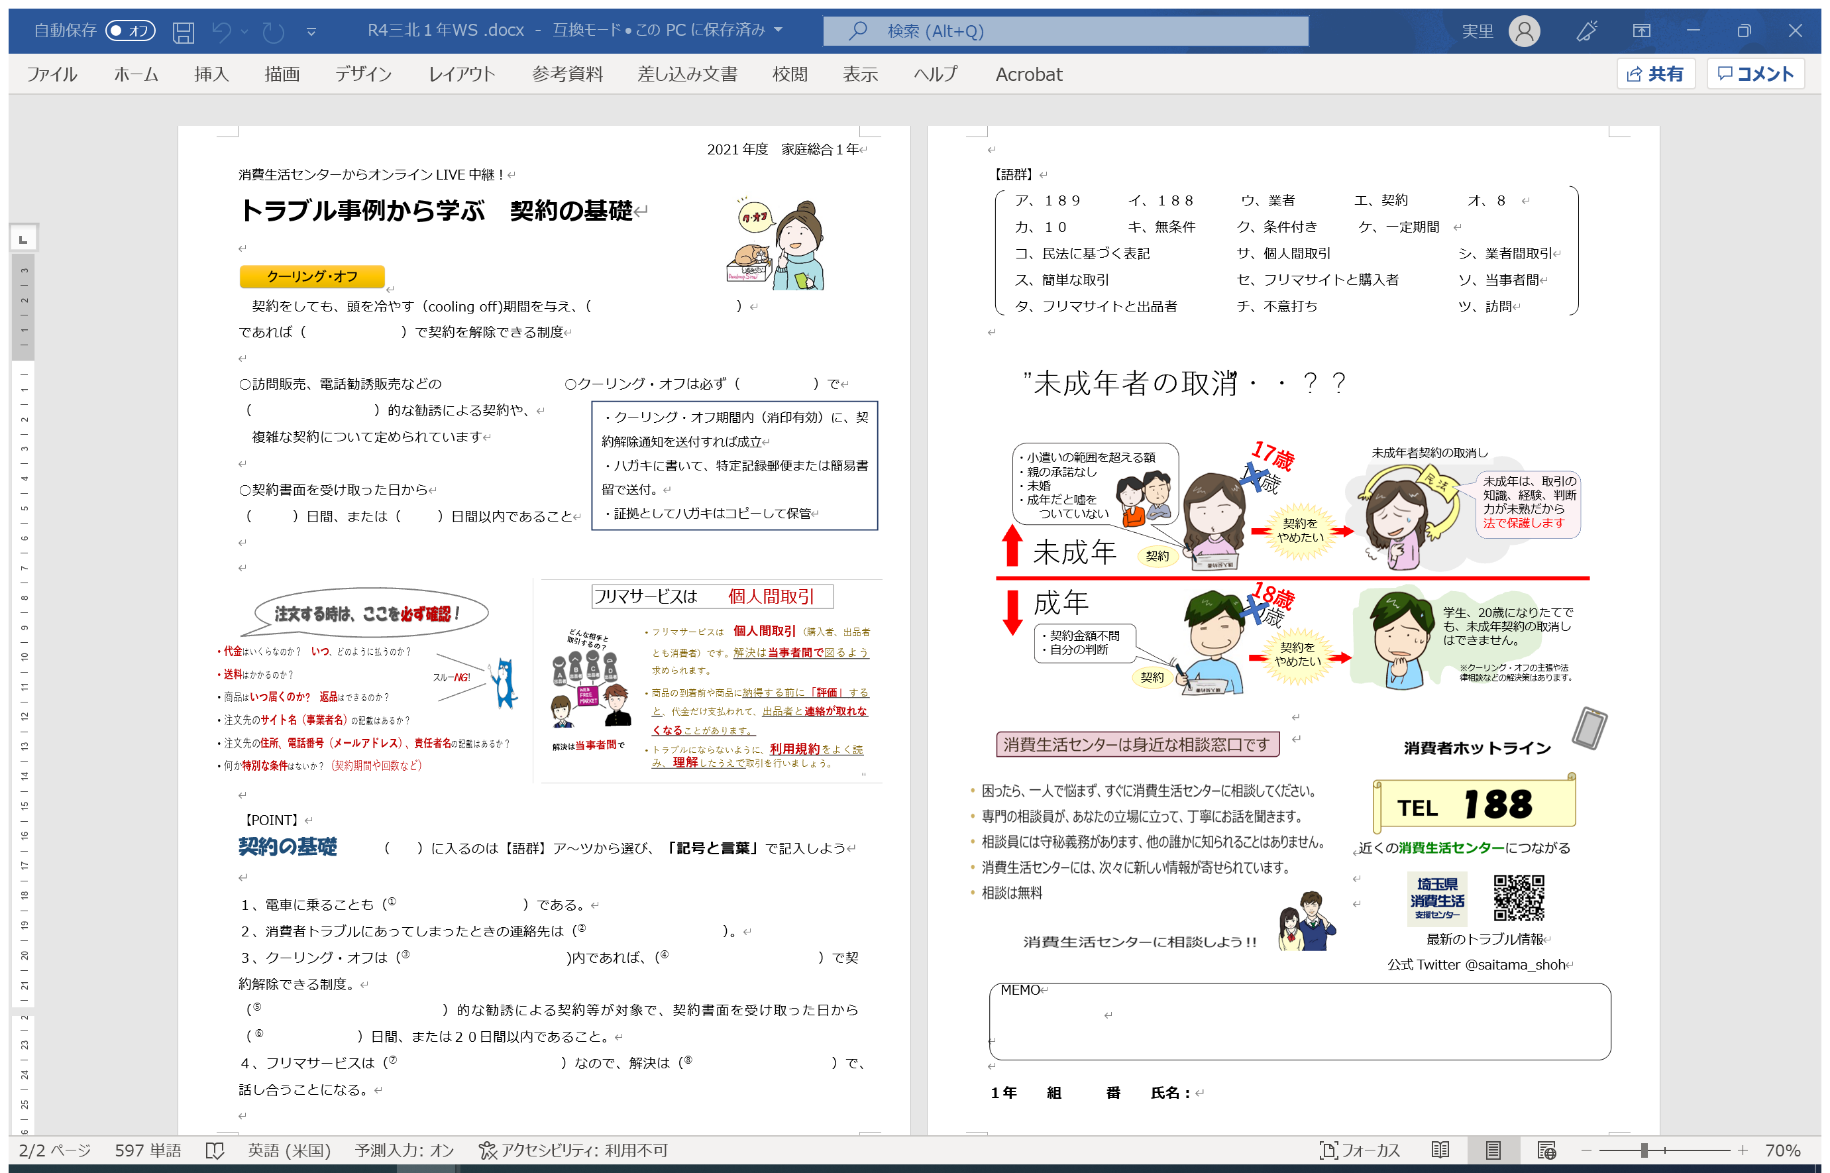 自動保存 オフ R4三北１年WS .docx - 互換モード • この PC に保存済み 検索 (Alt+Q) 実里
ファイル ホーム 挿入 描画 デザイン レイアウト 参考資料 差し込み文書 校閲 表示 ヘルプ Acrobat 共有 コメント
2021年度　家庭総合１年
消費生活センターからオンライン LIVE 中継！
トラブル事例から学ぶ　契約の基礎
ク・オフ
クーリング・オフ
契約をしても、頭を冷やす（cooling off)期間を与え、（　　　）
であれば（　　　）で契約を解除できる制度
○訪問販売、電話勧誘販売などの
（　　　）的な勧誘による契約や、
複雑な契約について定められています
○契約書面を受け取った日から
（　　）日間、または（　　）日間以内であること
○クーリング・オフは必ず（　　　）で
・クーリング・オフ期間内（消印有効）に、契
約解除通知を送付すれば成立
・ハガキに書いて、特定記録郵便または簡易書
留で送付。
・証拠としてハガキはコピーして保管
注文する時は、ここを必ず確認！
・代金はいくらなのか？　いつ、どのように払うのか？
・送料はかかるのか？
・商品はいつ届くのか？　返品はできるのか？
・注文先のサイト名（事業者名）の記載はあるか？
・注文先の住所、電話番号（メールアドレス）、責任者名の記載はあるか？
・何か特別な条件はないか？（契約期間や回数など）
スルーNG!
フリマサービスは　個人間取引
どんな相手と
取引するの？
A B C D
WEB FREE MARKET
解決は当事者間で
・フリマサービスは　個人間取引（購入者、出品者
とも消費者）です。解決は当事者間で図るよう
求められます。
・商品の到着前や商品に納得する前に「評価」する
と、代金だけ支払われて、出品者と連絡が取れな
くなることがあります。
・トラブルにならないように、利用規約をよく読
み、理解したうえで取引を行いましょう。
【POINT】
契約の基礎　（　　）に入るのは【語群】ア～ツから選び、「記号と言葉」で記入しよう
１、電車に乗ることも（①　　　）である。
２、消費者トラブルにあってしまったときの連絡先は（②　　　）。
３、クーリング・オフは（③　　　)内であれば、（④　　　）で契
約解除できる制度。
（⑤　　　）的な勧誘による契約等が対象で、契約書面を受け取った日から
（⑥　　　）日間、または２０日間以内であること。
４、フリマサービスは（⑦　　　）なので、解決は（⑧　　　）で、
話し合うことになる。
【語群】
ア、１８９　イ、１８８　ウ、業者　エ、契約　オ、８
カ、１０　キ、無条件　ク、条件付き　ケ、一定期間
コ、民法に基づく表記　サ、個人間取引　シ、業者間取引
ス、簡単な取引　セ、フリマサイトと購入者　ソ、当事者間
タ、フリマサイトと出品者　チ、不意打ち　ツ、訪問
”未成年者の取消”・・？？
・小遣いの範囲を超える額
・親の承諾なし
・未婚
・成年だと嘘を
ついていない
17歳
歳
契約
契約を
やめたい
未成年者契約の取消し
民法
未成年は、取引の
知識、経験、判断
力が未熟だから
法で保護します
未成年
成年
・契約金額不問
・自分の判断
18歳
歳
契約
契約を
やめたい
学生、20歳になりたてで
も、未成年契約の取消し
はできません。
※クーリング・オフの主張や法
律相談などの解決策はあります。
消費生活センターは身近な相談窓口です
• 困ったら、一人で悩まず、すぐに消費生活センターに相談してください。
• 専門の相談員が、あなたの立場に立って、丁寧にお話を聞きます。
• 相談員には守秘義務があります、他の誰かに知られることはありません。
• 消費生活センターには、次々に新しい情報が寄せられています。
• 相談は無料
消費生活センターに相談しよう!!
消費者ホットライン
TEL　188
近くの消費生活センターにつながる
埼玉県
消費生活
支援センター
最新のトラブル情報
公式 Twitter @saitama_shoh
MEMO
１年　組　番　氏名：
2/2 ページ 597 単語 英語 (米国) 予測入力: オン アクセシビリティ: 利用不可 フォーカス 70%